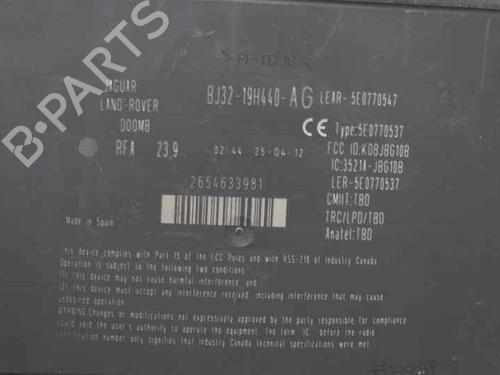 B-PARTS
>PP-TD30<
JAGUAR
LAND-ROVER
DOOMB
BJ32-19H440-AG
LEAR- 5E0770547
CE Type:5E0770537
RFA 23,9 02:44 25-04-12
FCC ID:KOBJBG10B
IC:3521A-JBG10B
2654633981
LER-5E0770537
CMIIT:TBD
Made in Spain
TRC/LPD/TBD
Anatel:TBD
This device complies with Part 15 of the FCC Rules and with RSS-210 of Industry Canada
Operation is subject to the following two conditions
(1) This device may not cause harmful interference, and
(2) This device must accept any interference received, including interference that may cause
undesired operation
WARNING:Changes or modifications not expressly approved by the party responsible for compliance
could void the user's authority to operate the equipment. The term IC, before the radio
certification number only signifies that Industry Canada technical specifications were met.